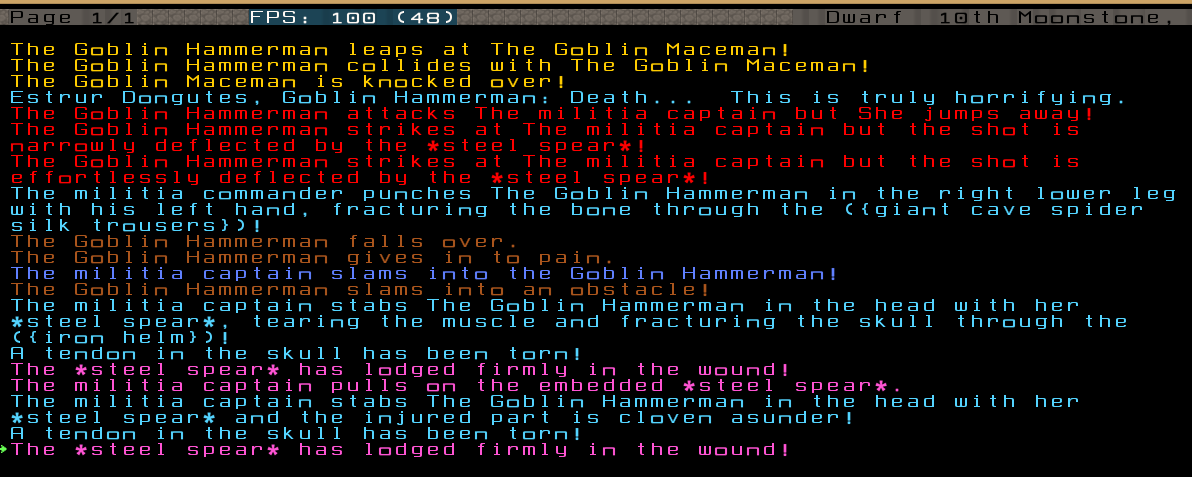 Page 1/1 FPS: 100 (48) Dwarf 10th Moonstone,
The Goblin Hammerman leaps at The Goblin Maceman!
The Goblin Hammerman collides with The Goblin Maceman!
The Goblin Maceman is knocked over!
Estrur Dongutes, Goblin Hammerman: Death... This is truly horrifying.
The Goblin Hammerman attacks The militia captain but She jumps away!
The Goblin Hammerman strikes at The militia captain but the shot is
narrowly deflected by the *steel spear*!
The Goblin Hammerman strikes at The militia captain but the shot is
effortlessly deflected by the *steel spear*!
The militia commander punches The Goblin Hammerman in the right lower leg
with his left hand, fracturing the bone through the ({giant cave spider
silk trousers})!
The Goblin Hammerman falls over.
The Goblin Hammerman gives in to pain.
The militia captain slams into the Goblin Hammerman!
The Goblin Hammerman slams into an obstacle!
The militia captain stabs The Goblin Hammerman in the head with her
*steel spear*, tearing the muscle and fracturing the skull through the
({iron helm})!
A tendon in the skull has been torn!
The *steel spear* has lodged firmly in the wound!
The militia captain pulls on the embedded *steel spear*.
The militia captain stabs The Goblin Hammerman in the head with her
*steel spear* and the injured part is cloven asunder!
A tendon in the skull has been torn!
The *steel spear* has lodged firmly in the wound!